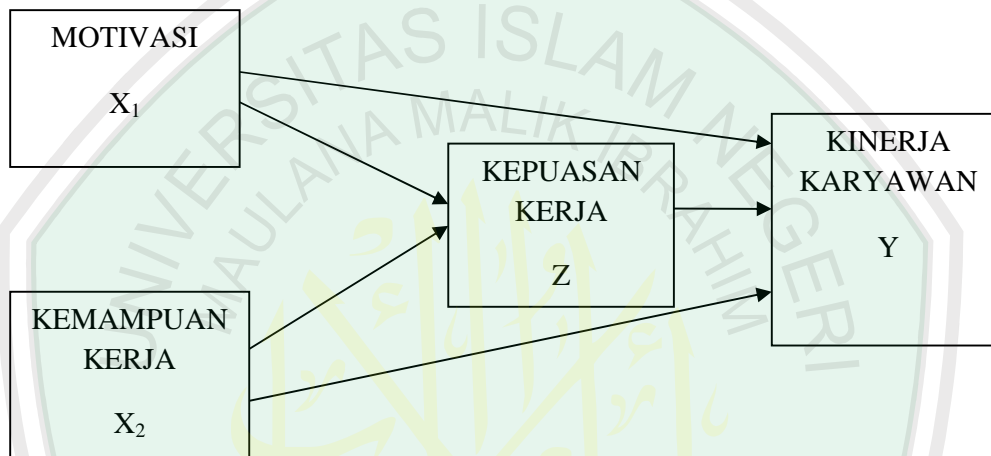 MOTIVASI
X₁
KEPUASAN
KERJA
Z
KINERJA
KARYAWAN
Y
KEMAMPUAN
KERJA
X₂
UNIVERSITAS ISLAM NEGERI
MAULANA MALIK IBRAHIM